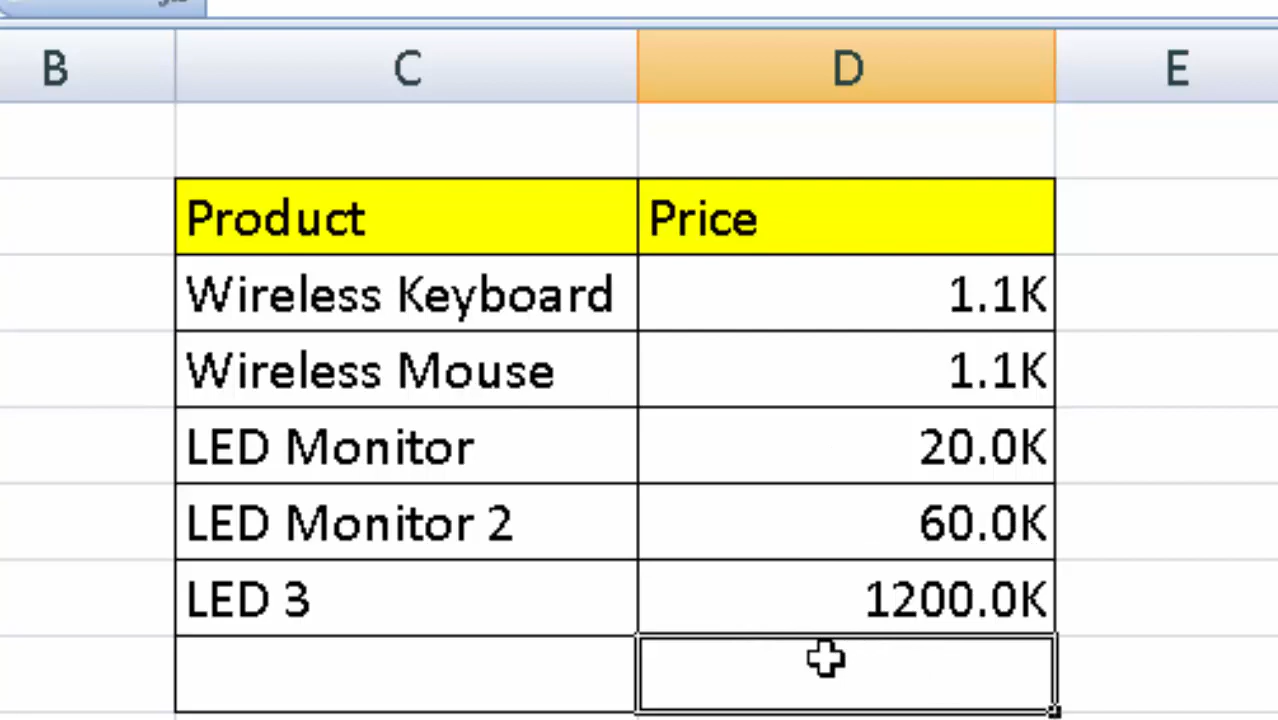 B C D E
Product Price
Wireless Keyboard 1.1K
Wireless Mouse 1.1K
LED Monitor 20.0K
LED Monitor 2 60.0K
LED 3 1200.0K